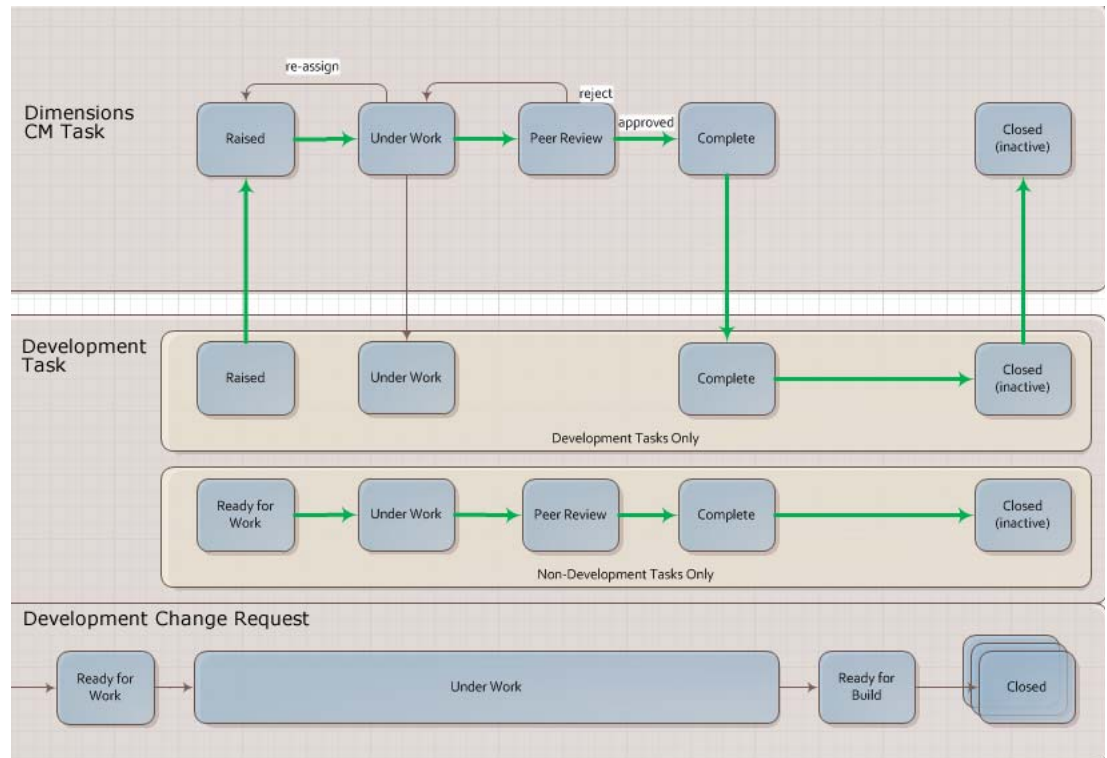 re-assign
reject
Dimensions
CM Task
Raised
Under Work
Peer Review
approved
Complete
Closed
(inactive)
Development
Task
Raised
Under Work
Complete
Closed
(inactive)
Development Tasks Only
Ready for
Work
Under Work
Peer Review
Complete
Closed
(inactive)
Non-Development Tasks Only
Development Change Request
Ready for
Work
Under Work
Ready for
Build
Closed